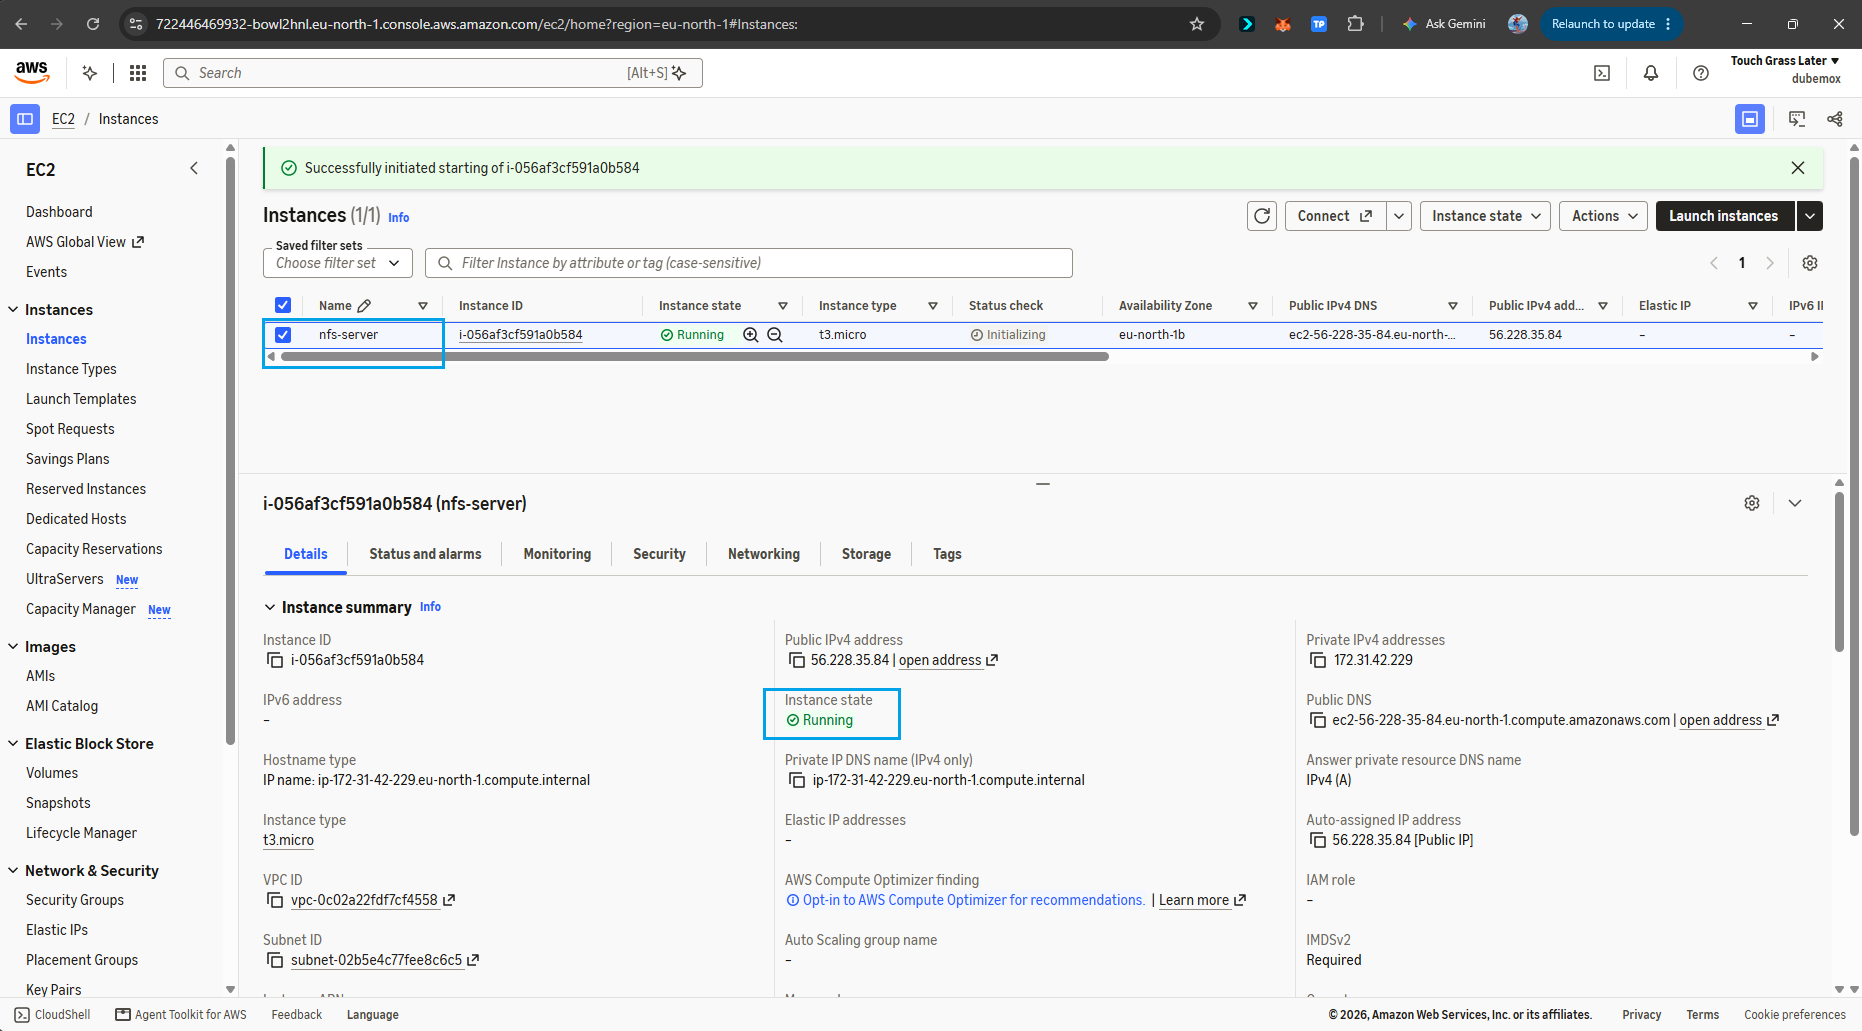 722446469932-bowl2hnl.eu-north-1.console.aws.amazon.com/ec2/home?region=eu-north-1#Instances:
TP
Ask Gemini
Relaunch to update
aws
Search
[Alt+S]
Touch Grass Later
dubemox
EC2 / Instances
EC2
Dashboard
AWS Global View
Events
Instances
Instances
Instance Types
Launch Templates
Spot Requests
Savings Plans
Reserved Instances
Dedicated Hosts
Capacity Reservations
UltraServers New
Capacity Manager New
Images
AMIs
AMI Catalog
Elastic Block Store
Volumes
Snapshots
Lifecycle Manager
Network & Security
Security Groups
Elastic IPs
Placement Groups
Key Pairs
Successfully initiated starting of i-056af3cf591a0b584
Instances (1/1) Info
Connect
Instance state
Actions
Launch instances
Saved filter sets
Choose filter set
Filter Instance by attribute or tag (case-sensitive)
1
Name Instance ID Instance state Instance type Status check Availability Zone Public IPv4 DNS Public IPv4 add... Elastic IP IPv6 II
nfs-server i-056af3cf591a0b584 Running t3.micro Initializing eu-north-1b ec2-56-228-35-84.eu-north-... 56.228.35.84 – –
i-056af3cf591a0b584 (nfs-server)
Details Status and alarms Monitoring Security Networking Storage Tags
Instance summary Info
Instance ID
i-056af3cf591a0b584
Public IPv4 address
56.228.35.84 | open address
Private IPv4 addresses
172.31.42.229
IPv6 address
–
Instance state
Running
Public DNS
ec2-56-228-35-84.eu-north-1.compute.amazonaws.com | open address
Hostname type
IP name: ip-172-31-42-229.eu-north-1.compute.internal
Private IP DNS name (IPv4 only)
ip-172-31-42-229.eu-north-1.compute.internal
Answer private resource DNS name
IPv4 (A)
Instance type
t3.micro
Elastic IP addresses
–
Auto-assigned IP address
56.228.35.84 [Public IP]
VPC ID
vpc-0c02a22fdf7cf4558
AWS Compute Optimizer finding
Opt-in to AWS Compute Optimizer for recommendations. | Learn more
IAM role
–
Subnet ID
subnet-02b5e4c77fee8c6c5
Auto Scaling group name
–
IMDSv2
Required
CloudShell
Agent Toolkit for AWS
Feedback
Language
© 2026, Amazon Web Services, Inc. or its affiliates.
Privacy
Terms
Cookie preferences